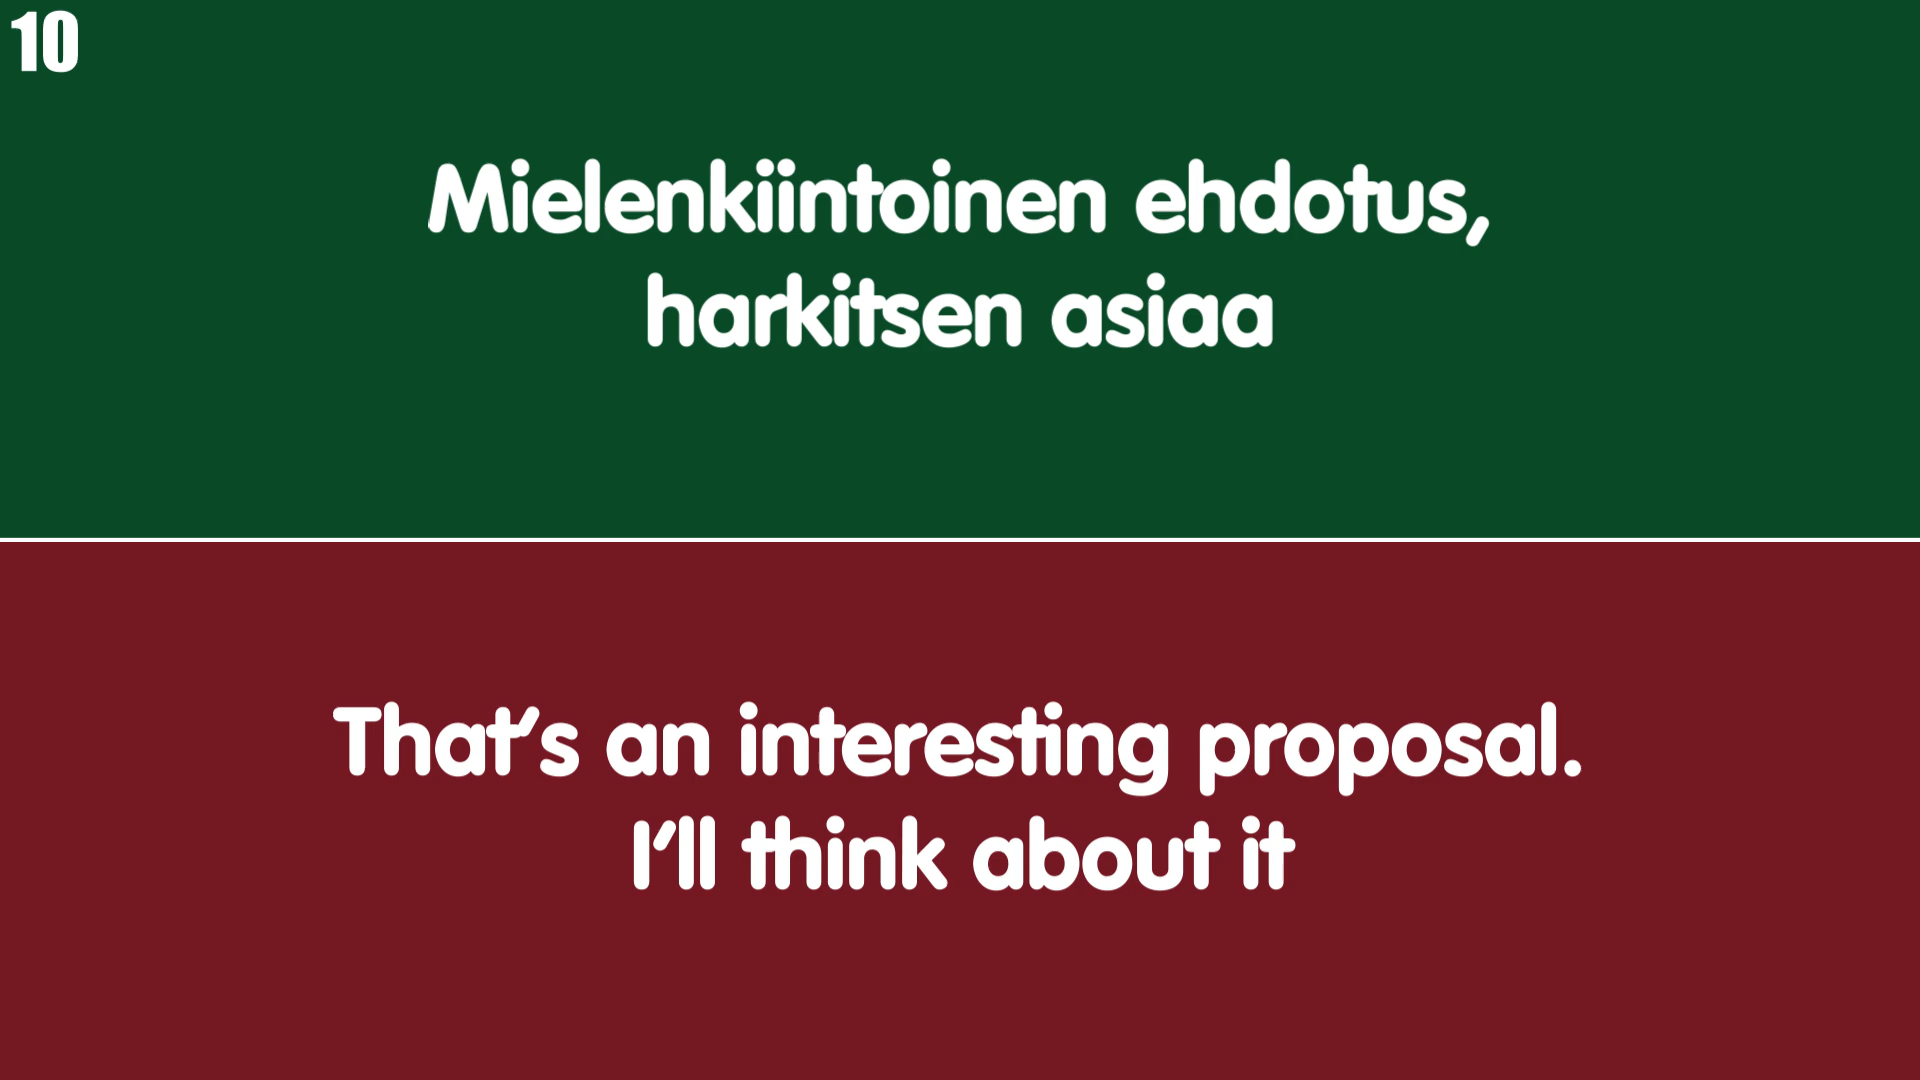 10
Mielenkiintoinen ehdotus,
harkitsen asiaa
That's an interesting proposal.
I'll think about it